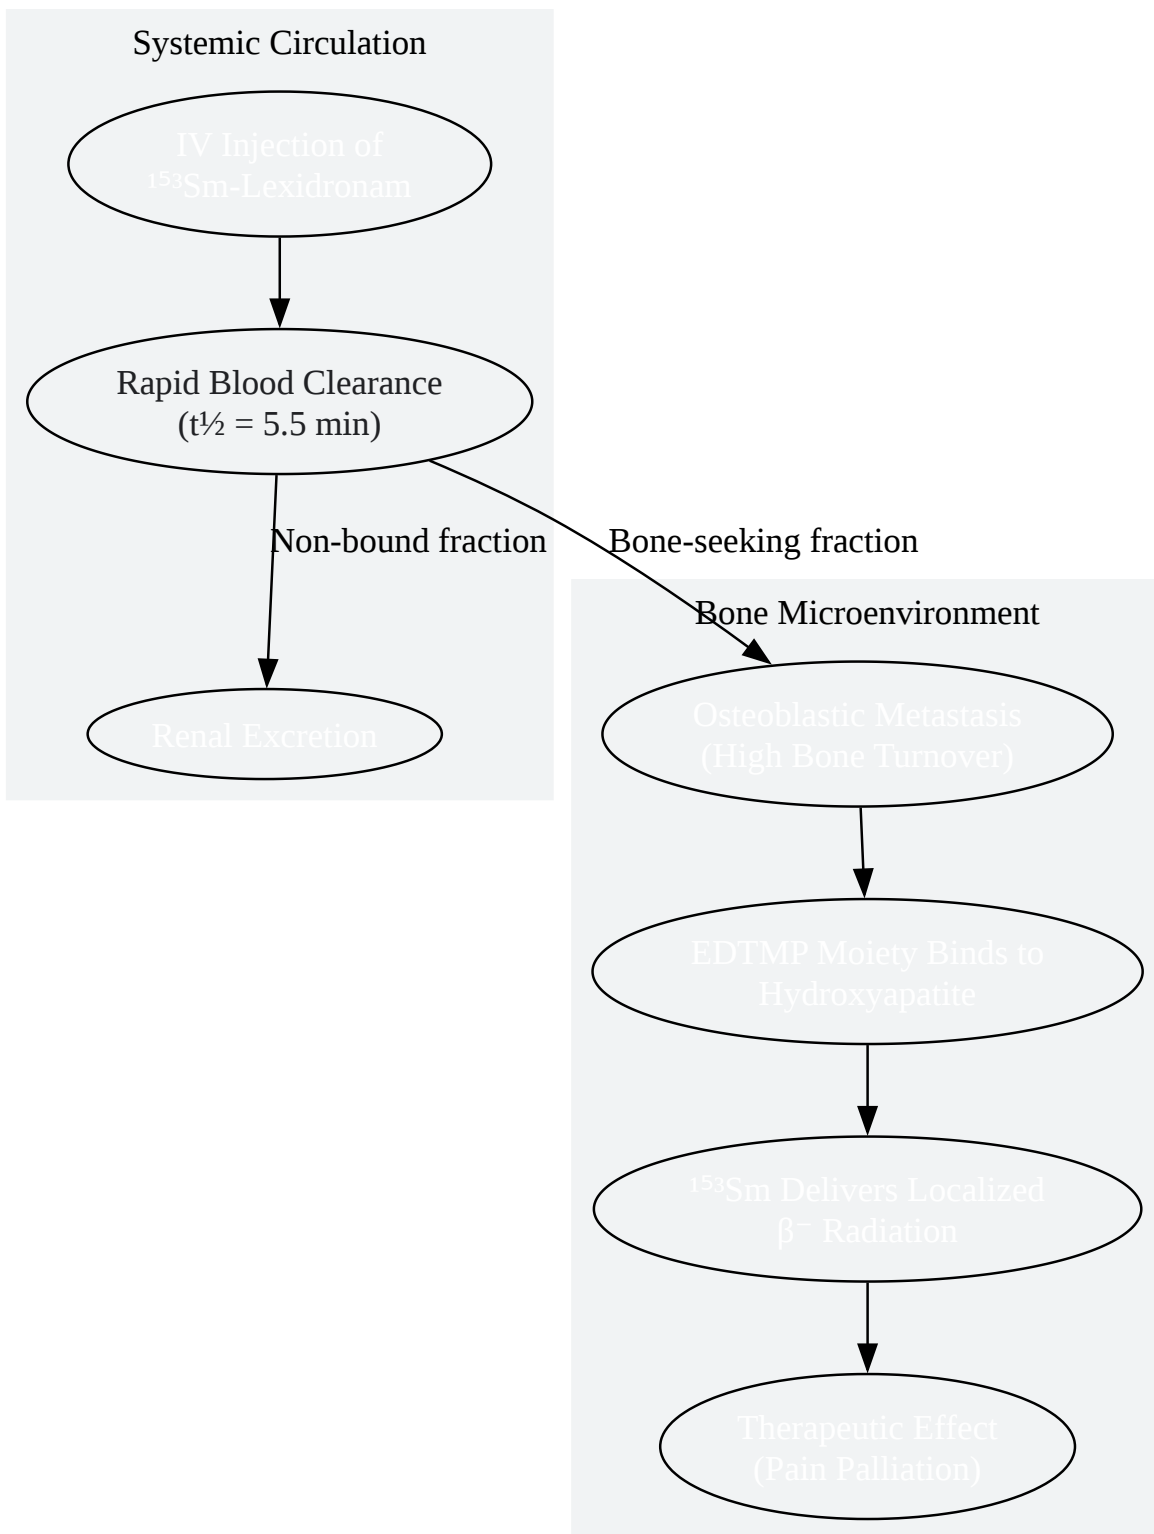 Systemic Circulation
IV Injection of
¹⁵³Sm-Lexidronam
Rapid Blood Clearance
(t½ = 5.5 min)
Non-bound fraction
Bone-seeking fraction
Renal Excretion
Bone Microenvironment
Osteoblastic Metastasis
(High Bone Turnover)
EDTMP Moiety Binds to
Hydroxyapatite
¹⁵³Sm Delivers Localized
β⁻ Radiation
Therapeutic Effect
(Pain Palliation)